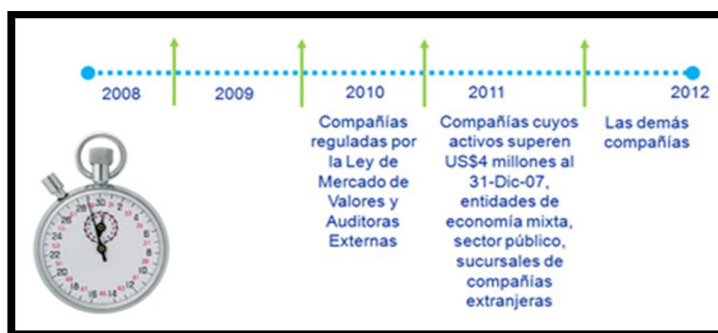 2008 2009 2010 2011 2012
Compañías
reguladas por
la Ley de
Mercado de
Valores y
Auditoras
Externas
Compañías cuyos
activos superen
US$4 millones al
31-Dic-07,
entidades de
economía mixta,
sector público,
sucursales de
compañías
extranjeras
Las demás
compañías